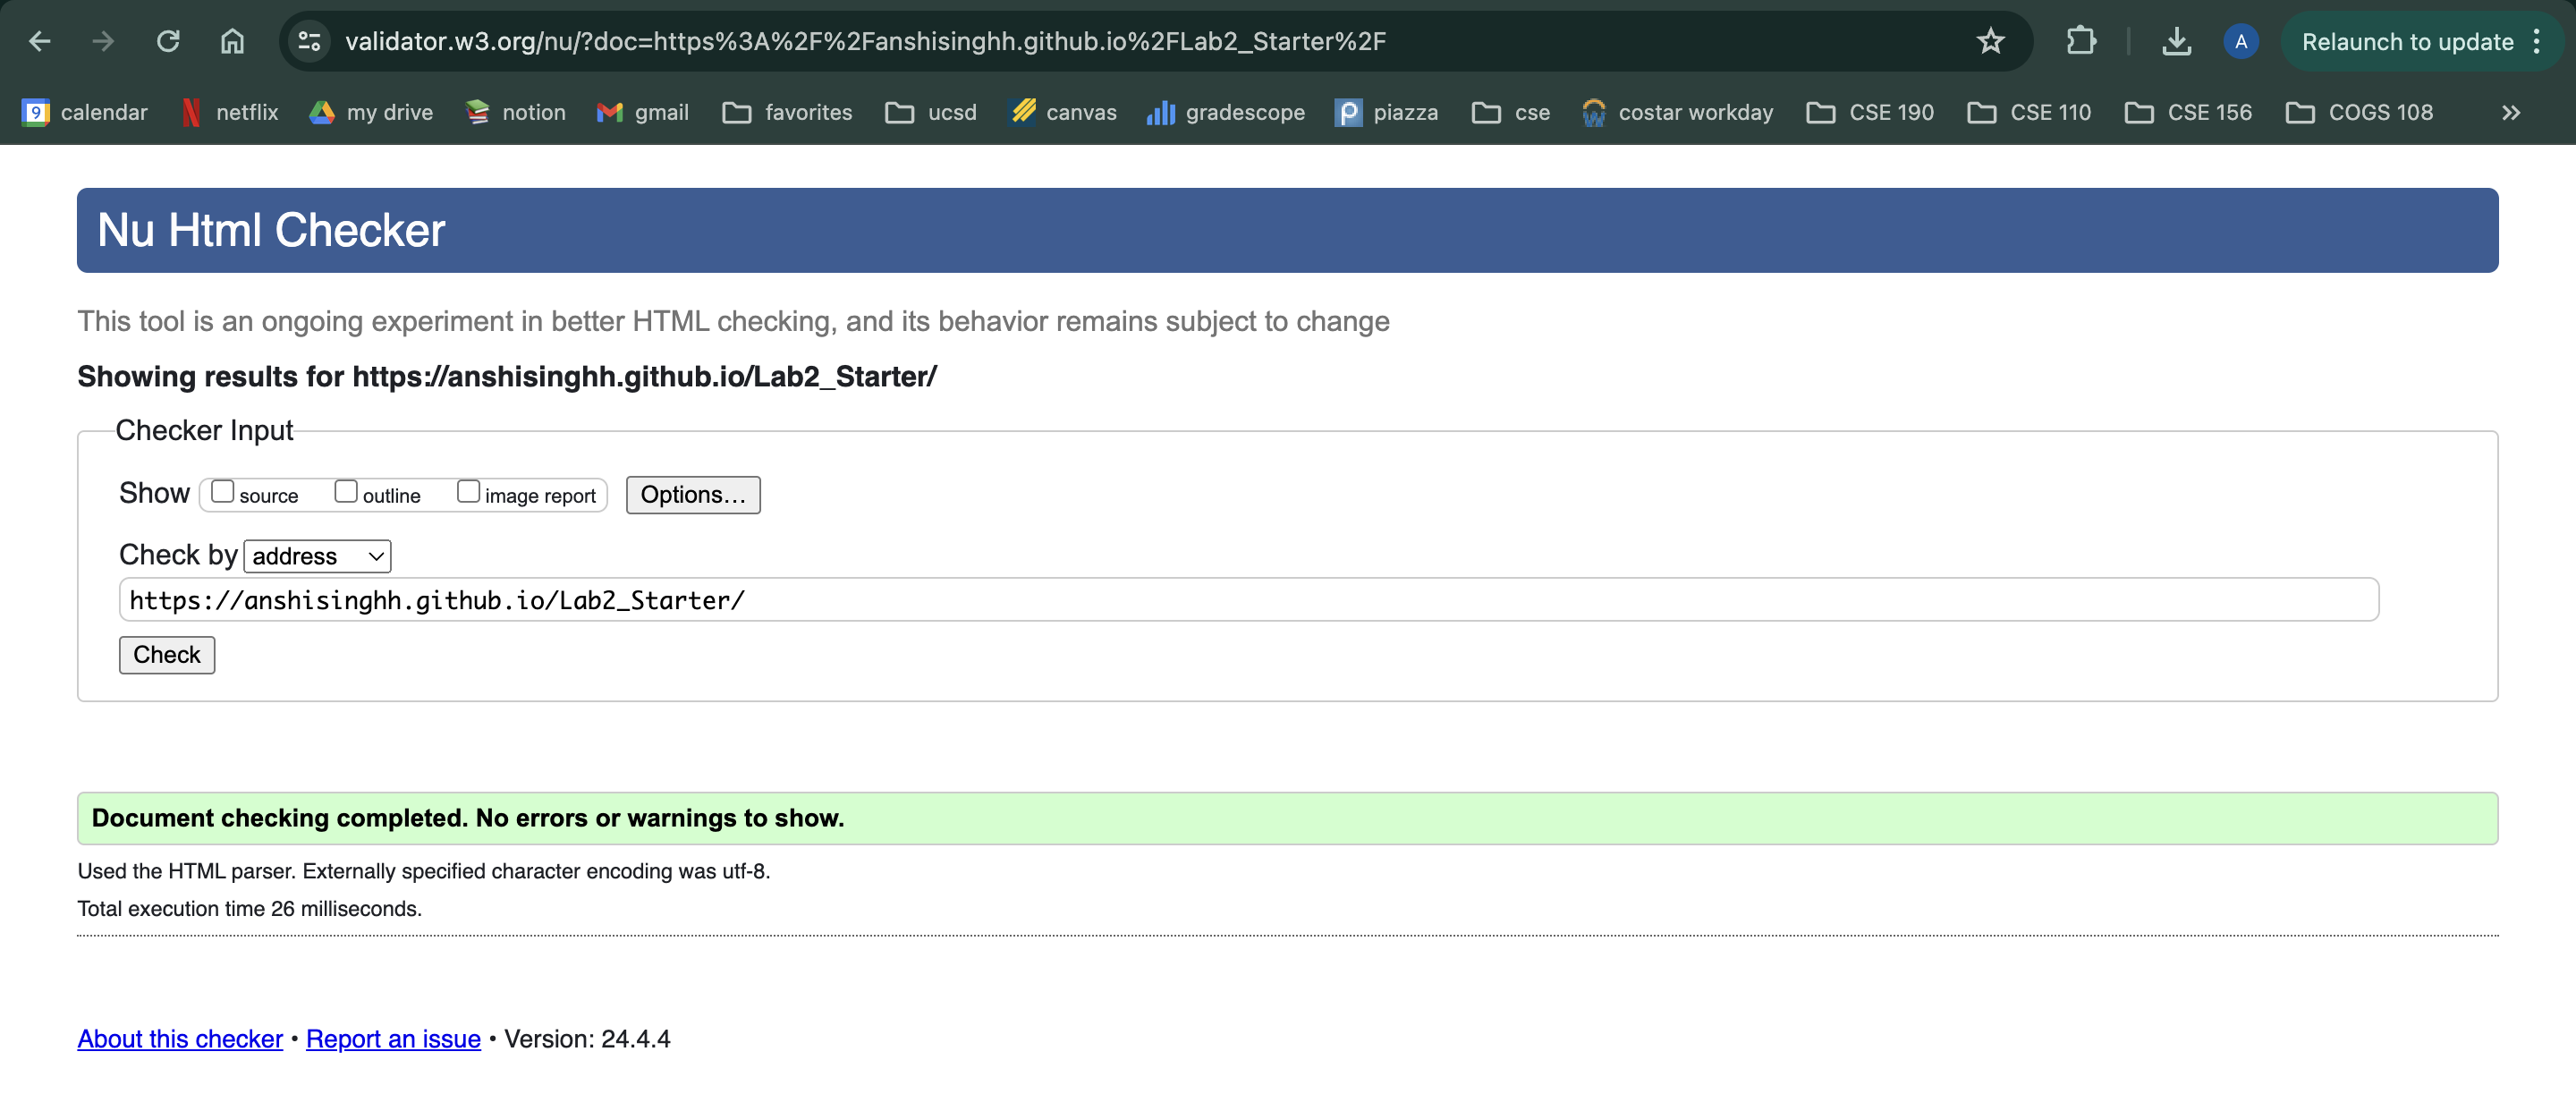 validator.w3.org/nu/?doc=https%3A%2F%2Fanshisinghh.github.io%2FLab2_Starter%2F A Relaunch to update
9 calendar netflix my drive notion gmail favorites ucsd canvas gradescope piazza cse costar workday CSE 190 CSE 110 CSE 156 COGS 108 »
Nu Html Checker
This tool is an ongoing experiment in better HTML checking, and its behavior remains subject to change
Showing results for https://anshisinghh.github.io/Lab2_Starter/
Checker Input
Show source outline image report Options...
Check by address
https://anshisinghh.github.io/Lab2_Starter/
Check
Document checking completed. No errors or warnings to show.
Used the HTML parser. Externally specified character encoding was utf-8.
Total execution time 26 milliseconds.
About this checker • Report an issue • Version: 24.4.4